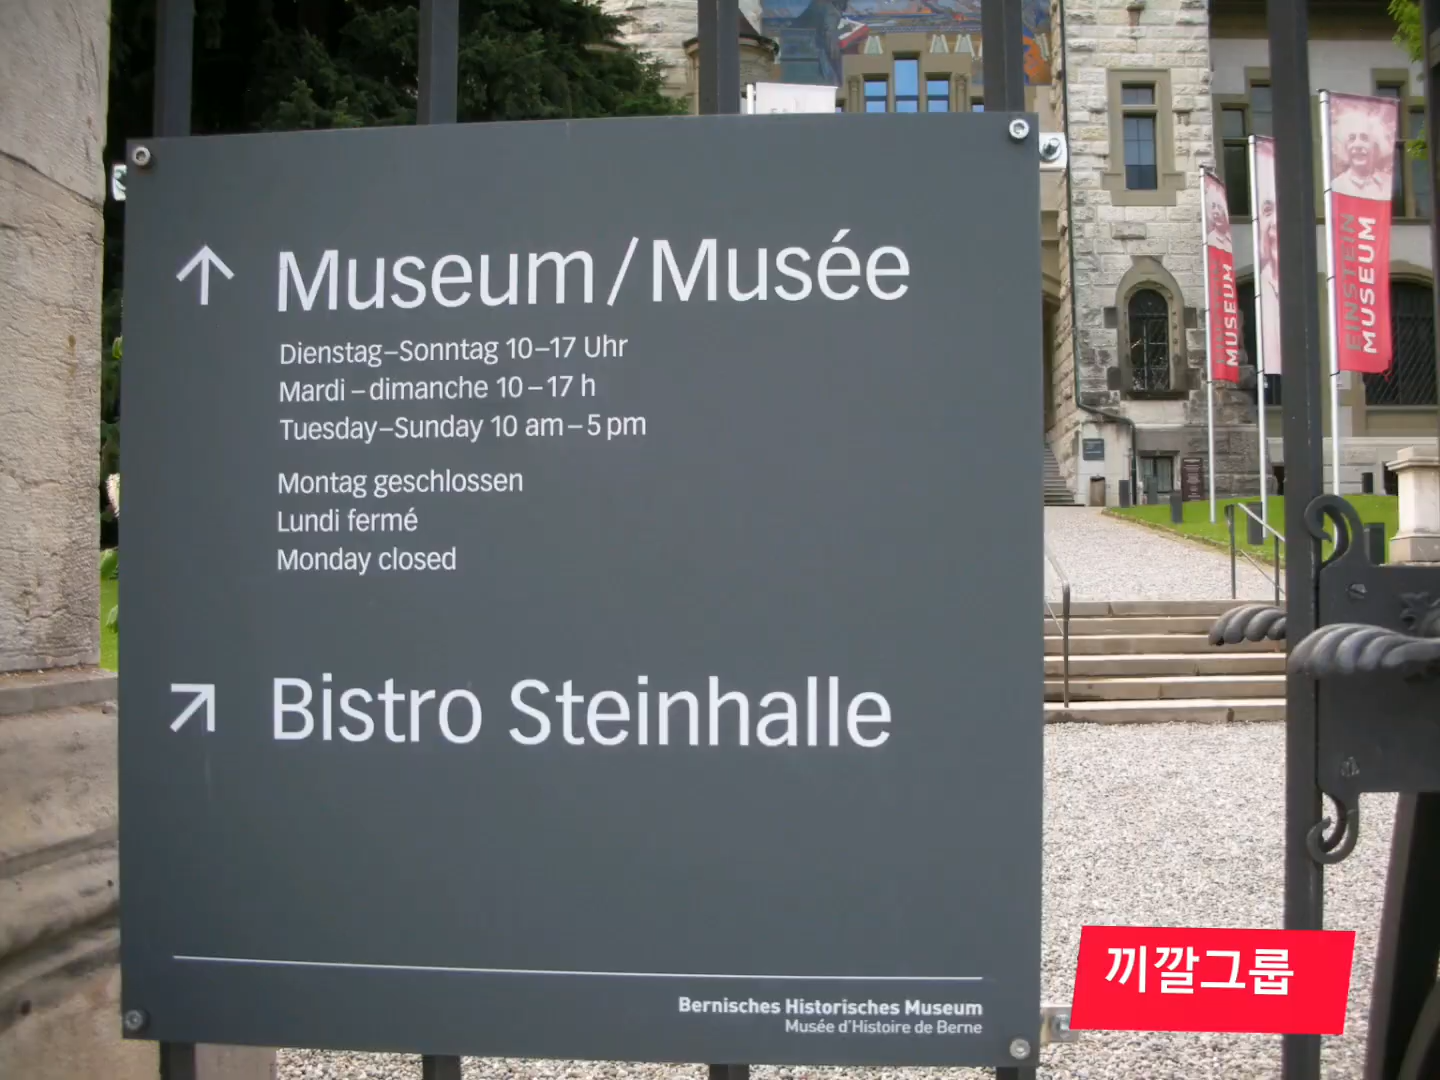 Museum/Musée
Dienstag–Sonntag 10–17 Uhr
Mardi – dimanche 10 – 17 h
Tuesday–Sunday 10 am – 5 pm
Montag geschlossen
Lundi fermé
Monday closed
Bistro Steinhalle
Bernisches Historisches Museum
Musée d'Histoire de Berne
MUSEUM
EINSTEIN
MUSEUM
끼깔그룹